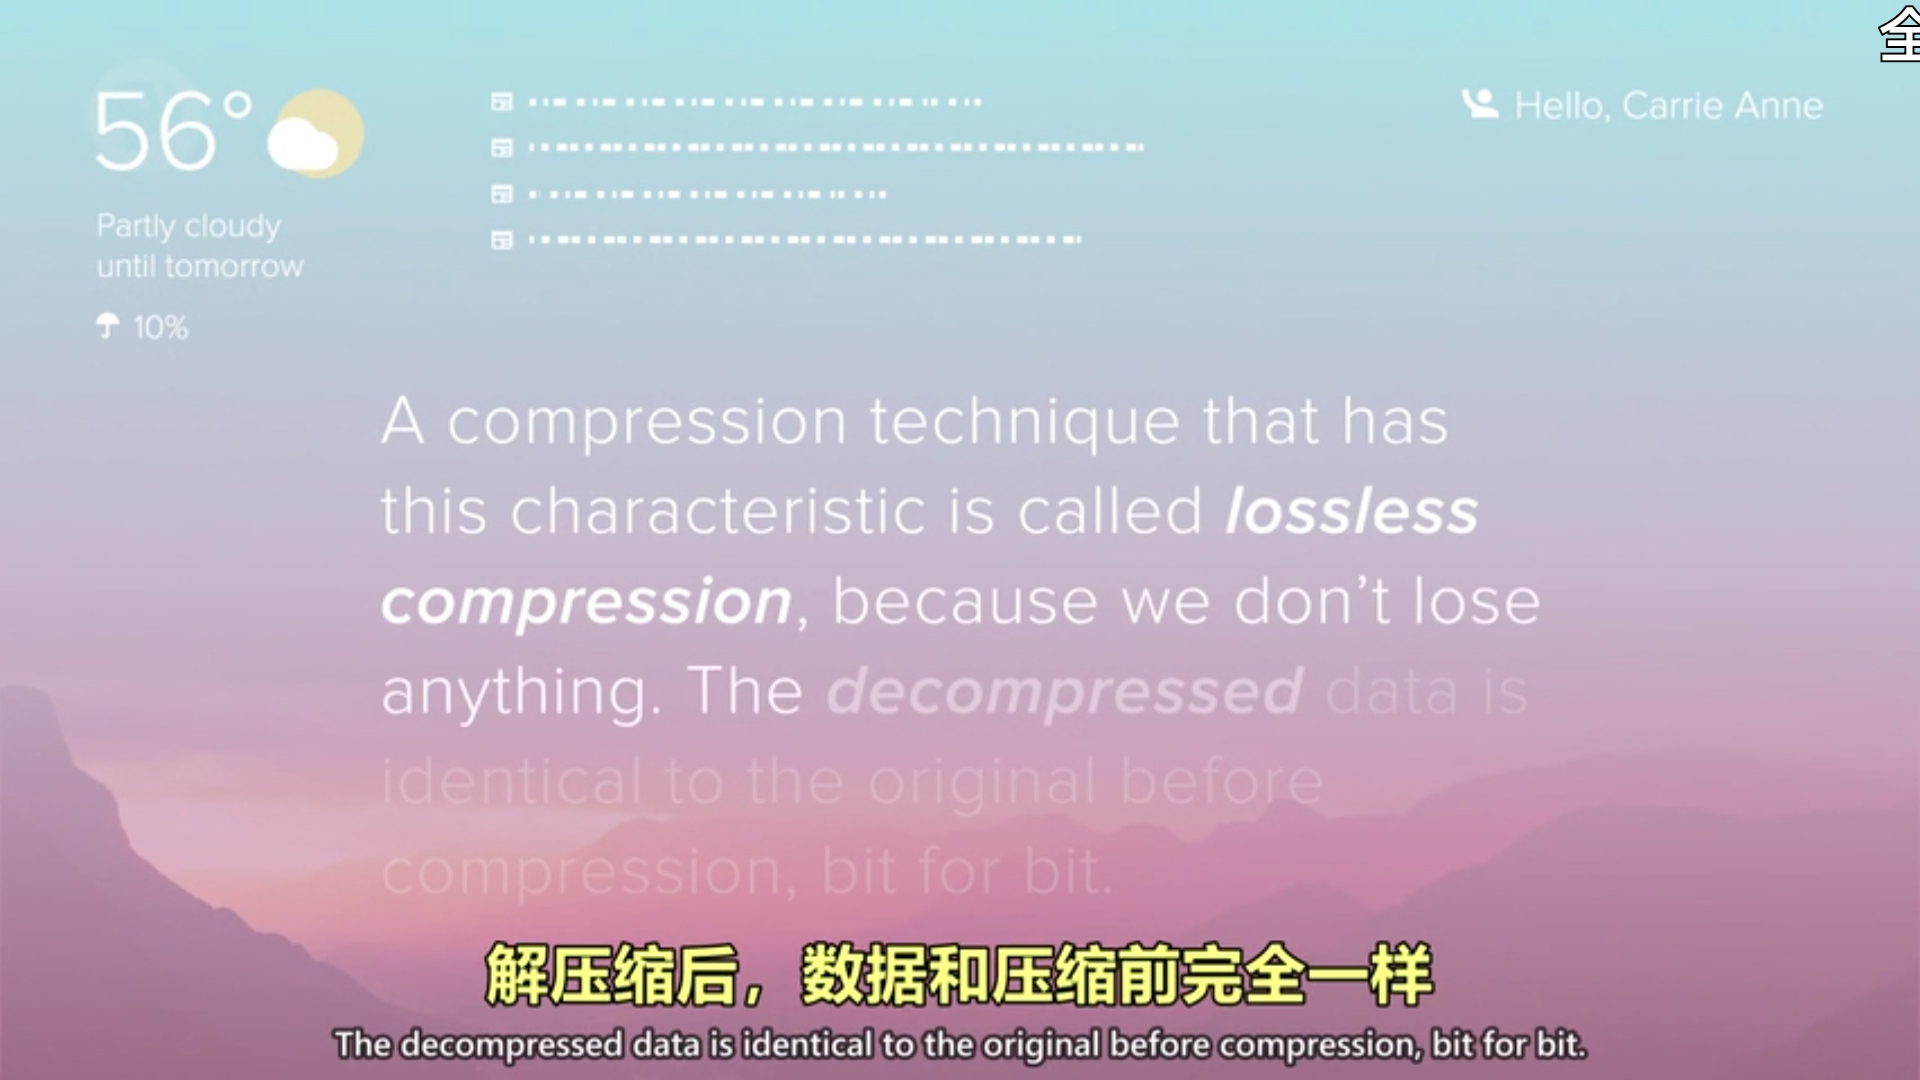 全
56°
Partly cloudy
until tomorrow
10%
Hello, Carrie Anne
A compression technique that has
this characteristic is called lossless
compression, because we don't lose
anything. The decompressed data is
identical to the original before
compression, bit for bit.
解压缩后，数据和压缩前完全一样
The decompressed data is identical to the original before compression, bit for bit.